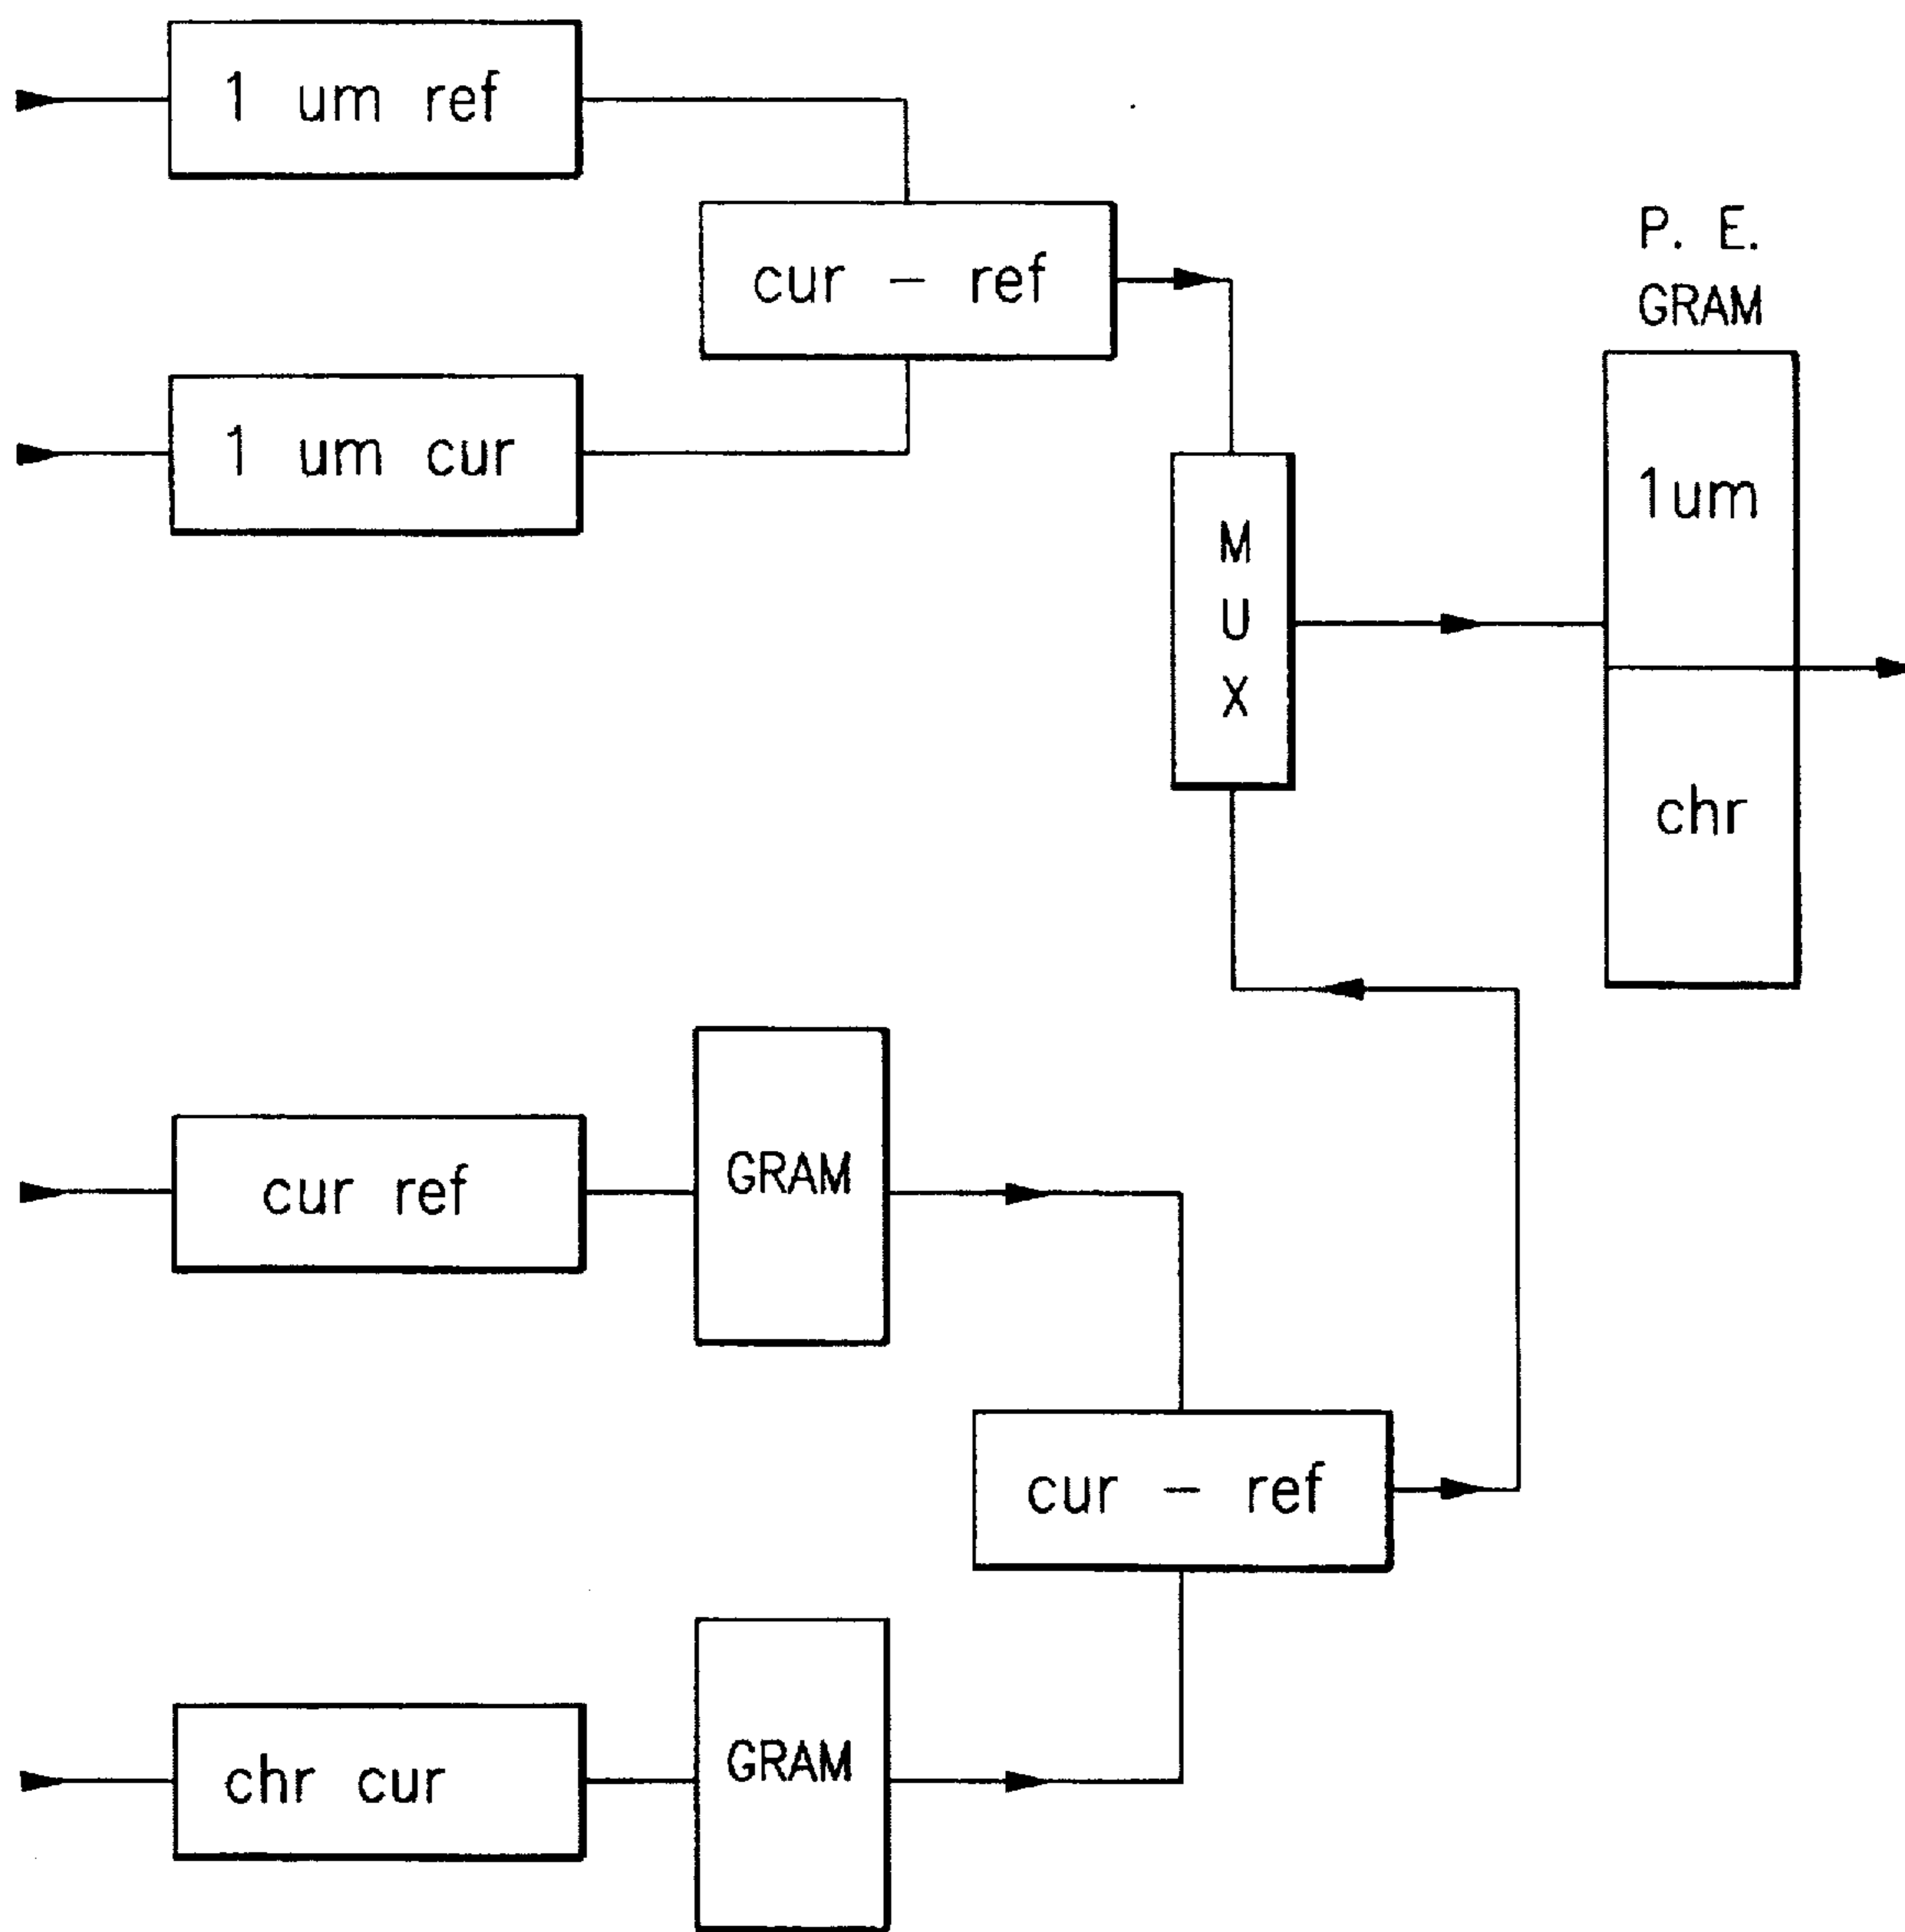 1 um ref
cur - ref
P. E.
GRAM
1 um cur
1um
M
U
X
chr
cur ref
GRAM
cur - ref
chr cur
GRAM